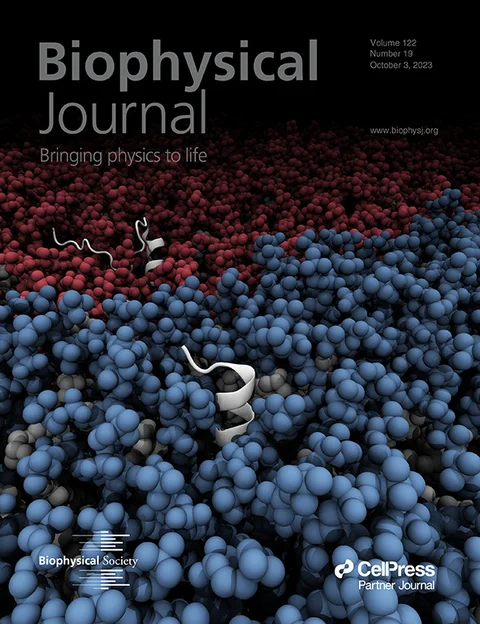 Biophysical
Journal
Bringing physics to life
Volume 122
Number 19
October 3, 2023
www.biophysj.org
Biophysical Society
CellPress
Partner Journal